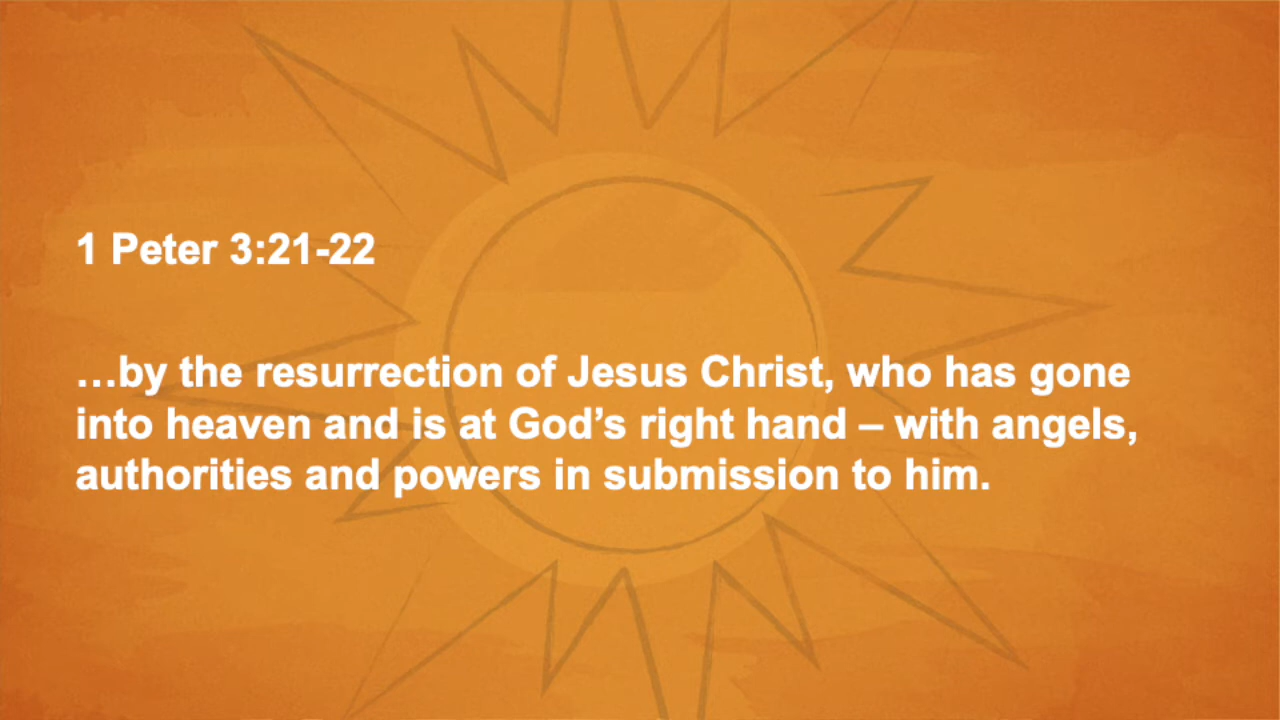 1 Peter 3:21-22
…by the resurrection of Jesus Christ, who has gone
into heaven and is at God’s right hand – with angels,
authorities and powers in submission to him.